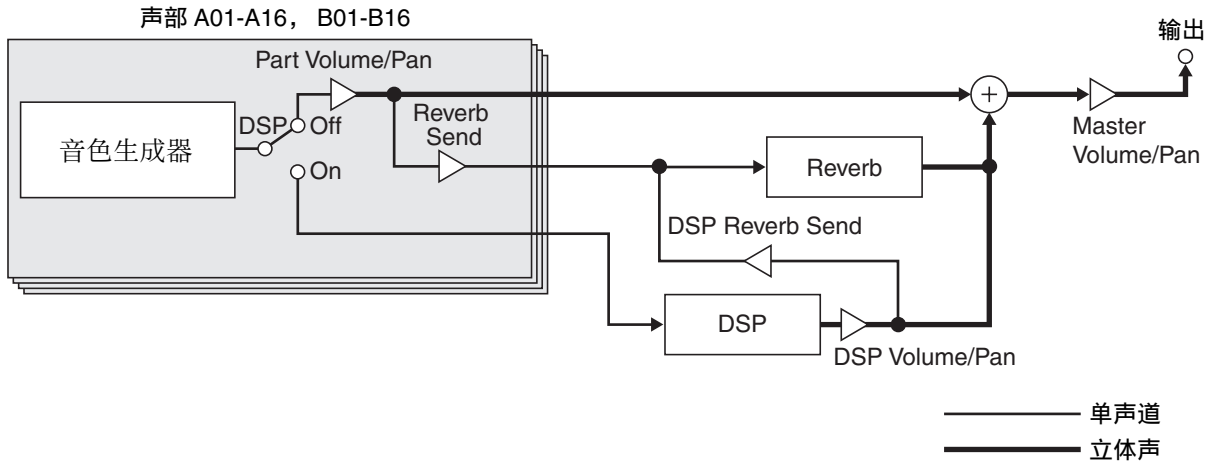 声部 A01-A16， B01-B16
输出
Part Volume/Pan
DSP
Off
Reverb
Send
音色生成器
On
+
Master
Volume/Pan
Reverb
DSP Reverb Send
DSP
DSP Volume/Pan
单声道
立体声